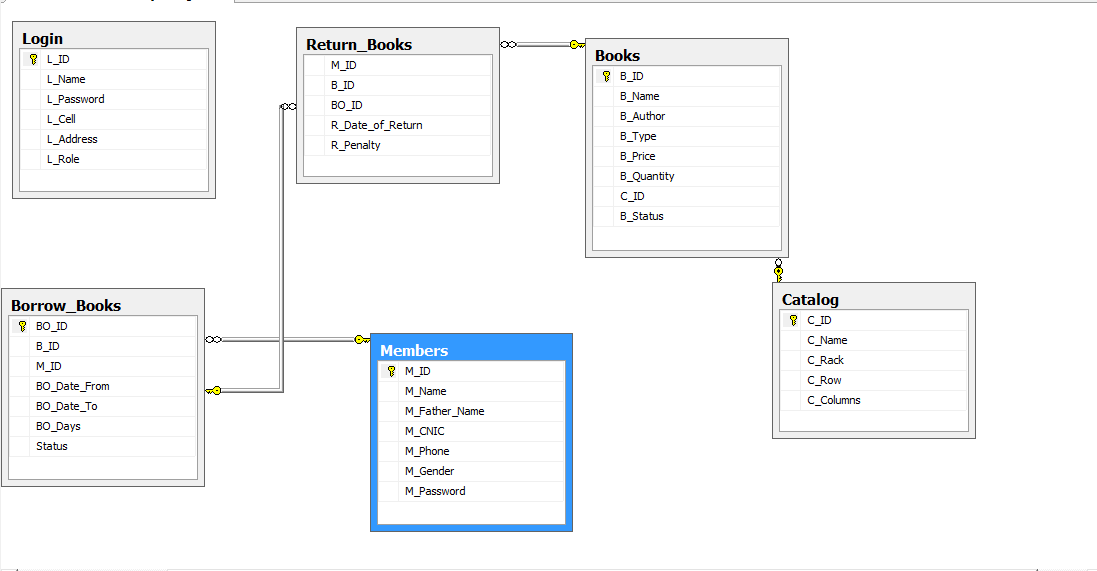 Login
L_ID
L_Name
L_Password
L_Cell
L_Address
L_Role
Return_Books
M_ID
B_ID
BO_ID
R_Date_of_Return
R_Penalty
Books
B_ID
B_Name
B_Author
B_Type
B_Price
B_Quantity
C_ID
B_Status
Borrow_Books
BO_ID
B_ID
M_ID
BO_Date_From
BO_Date_To
BO_Days
Status
Members
M_ID
M_Name
M_Father_Name
M_CNIC
M_Phone
M_Gender
M_Password
Catalog
C_ID
C_Name
C_Rack
C_Row
C_Columns